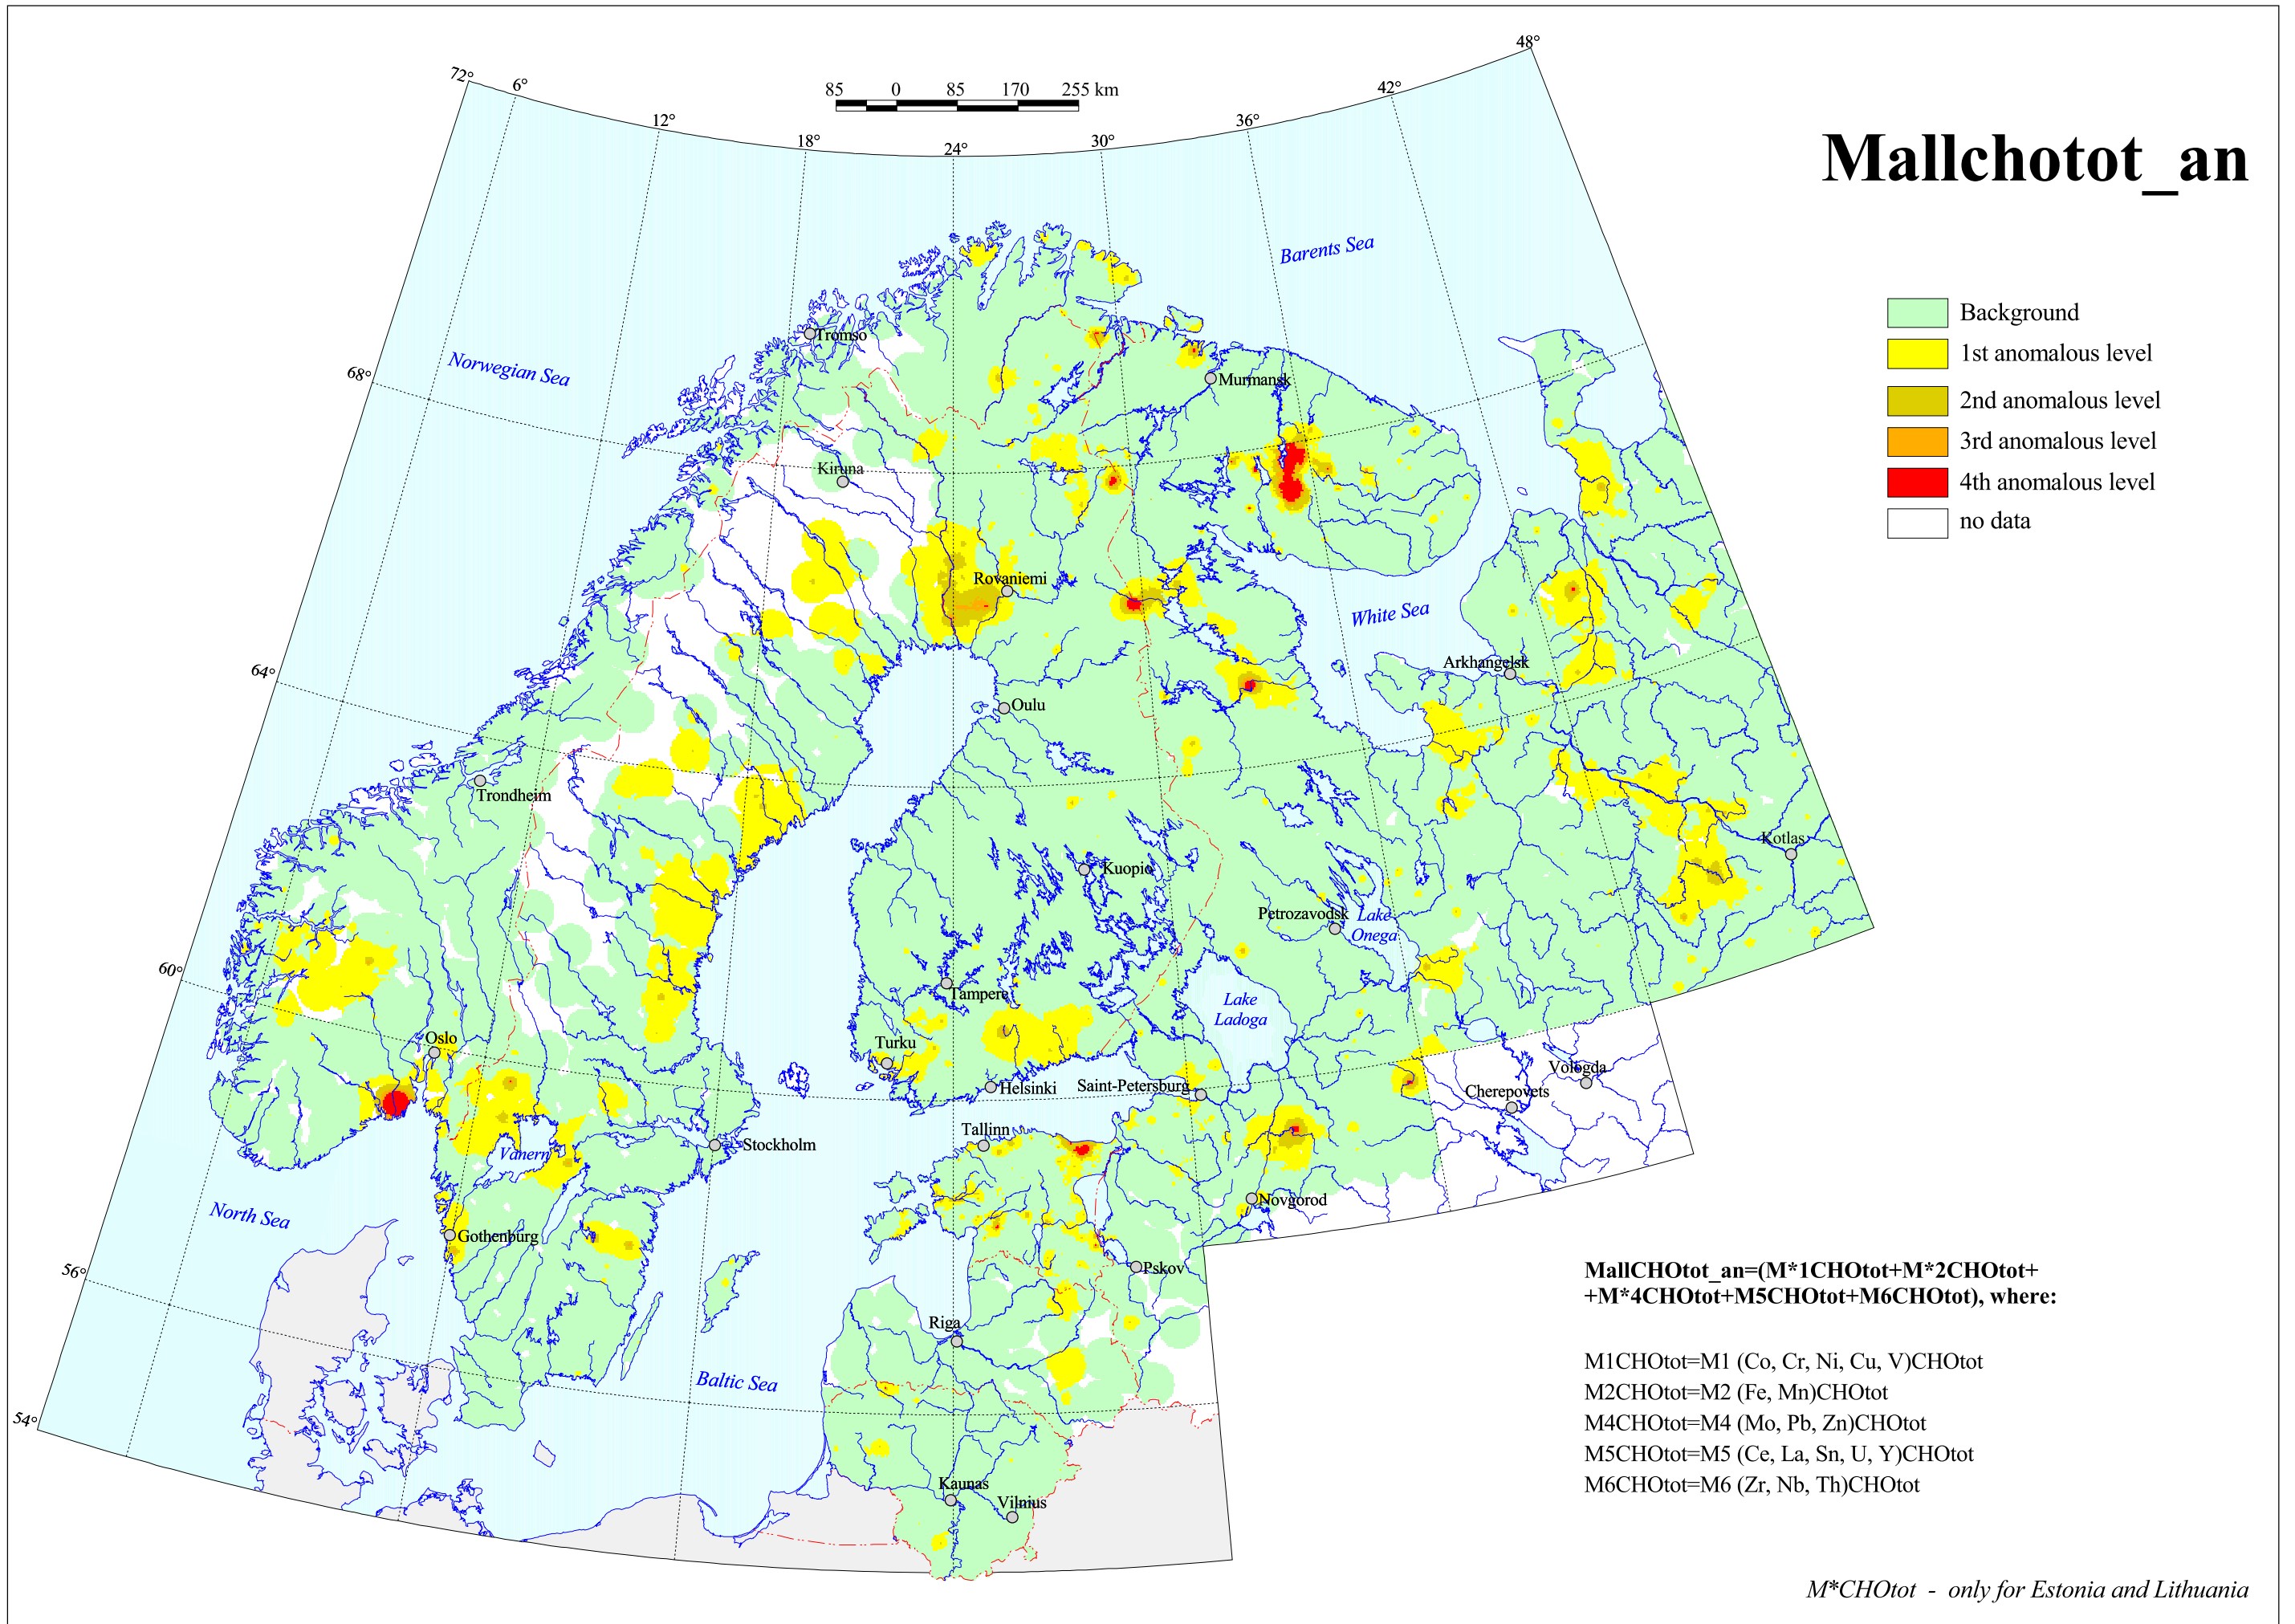 48°
72°
6°
85 0 85 170 255 km
42°
12°
36°
18°
30°
24°
Mallchotot_an
Barents Sea
Background
Tromso
1st anomalous level
Norwegian Sea
68°
Murmansk
2nd anomalous level
3rd anomalous level
Kiruna
4th anomalous level
no data
Rovaniemi
White Sea
Arkhangelsk
64°
Oulu
Trondheim
Kotlas
Kuopio
Petrozavodsk
Lake
Onega
60°
Tampere
Lake
Ladoga
Oslo
Turku
Helsinki
Saint-Petersburg
Vologda
Cherepovets
Tallinn
Stockholm
Vanern
Novgorod
North Sea
Gothenburg
Pskov
56°
MallCHOtot_an=(M*1CHOtot+M*2CHOtot+
+M*4CHOtot+M5CHOtot+M6CHOtot), where:
Riga
M1CHOtot=M1 (Co, Cr, Ni, Cu, V)CHOtot
Baltic Sea
M2CHOtot=M2 (Fe, Mn)CHOtot
54°
M4CHOtot=M4 (Mo, Pb, Zn)CHOtot
M5CHOtot=M5 (Ce, La, Sn, U, Y)CHOtot
Kaunas
M6CHOtot=M6 (Zr, Nb, Th)CHOtot
Vilnius
M*CHOtot - only for Estonia and Lithuania